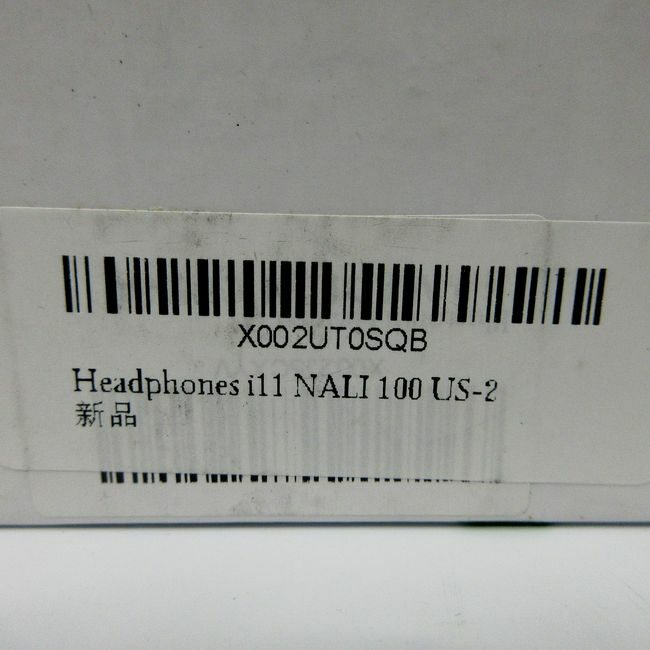 X002UT0SQB
Headphones i11 NALI 100 US-2
新品